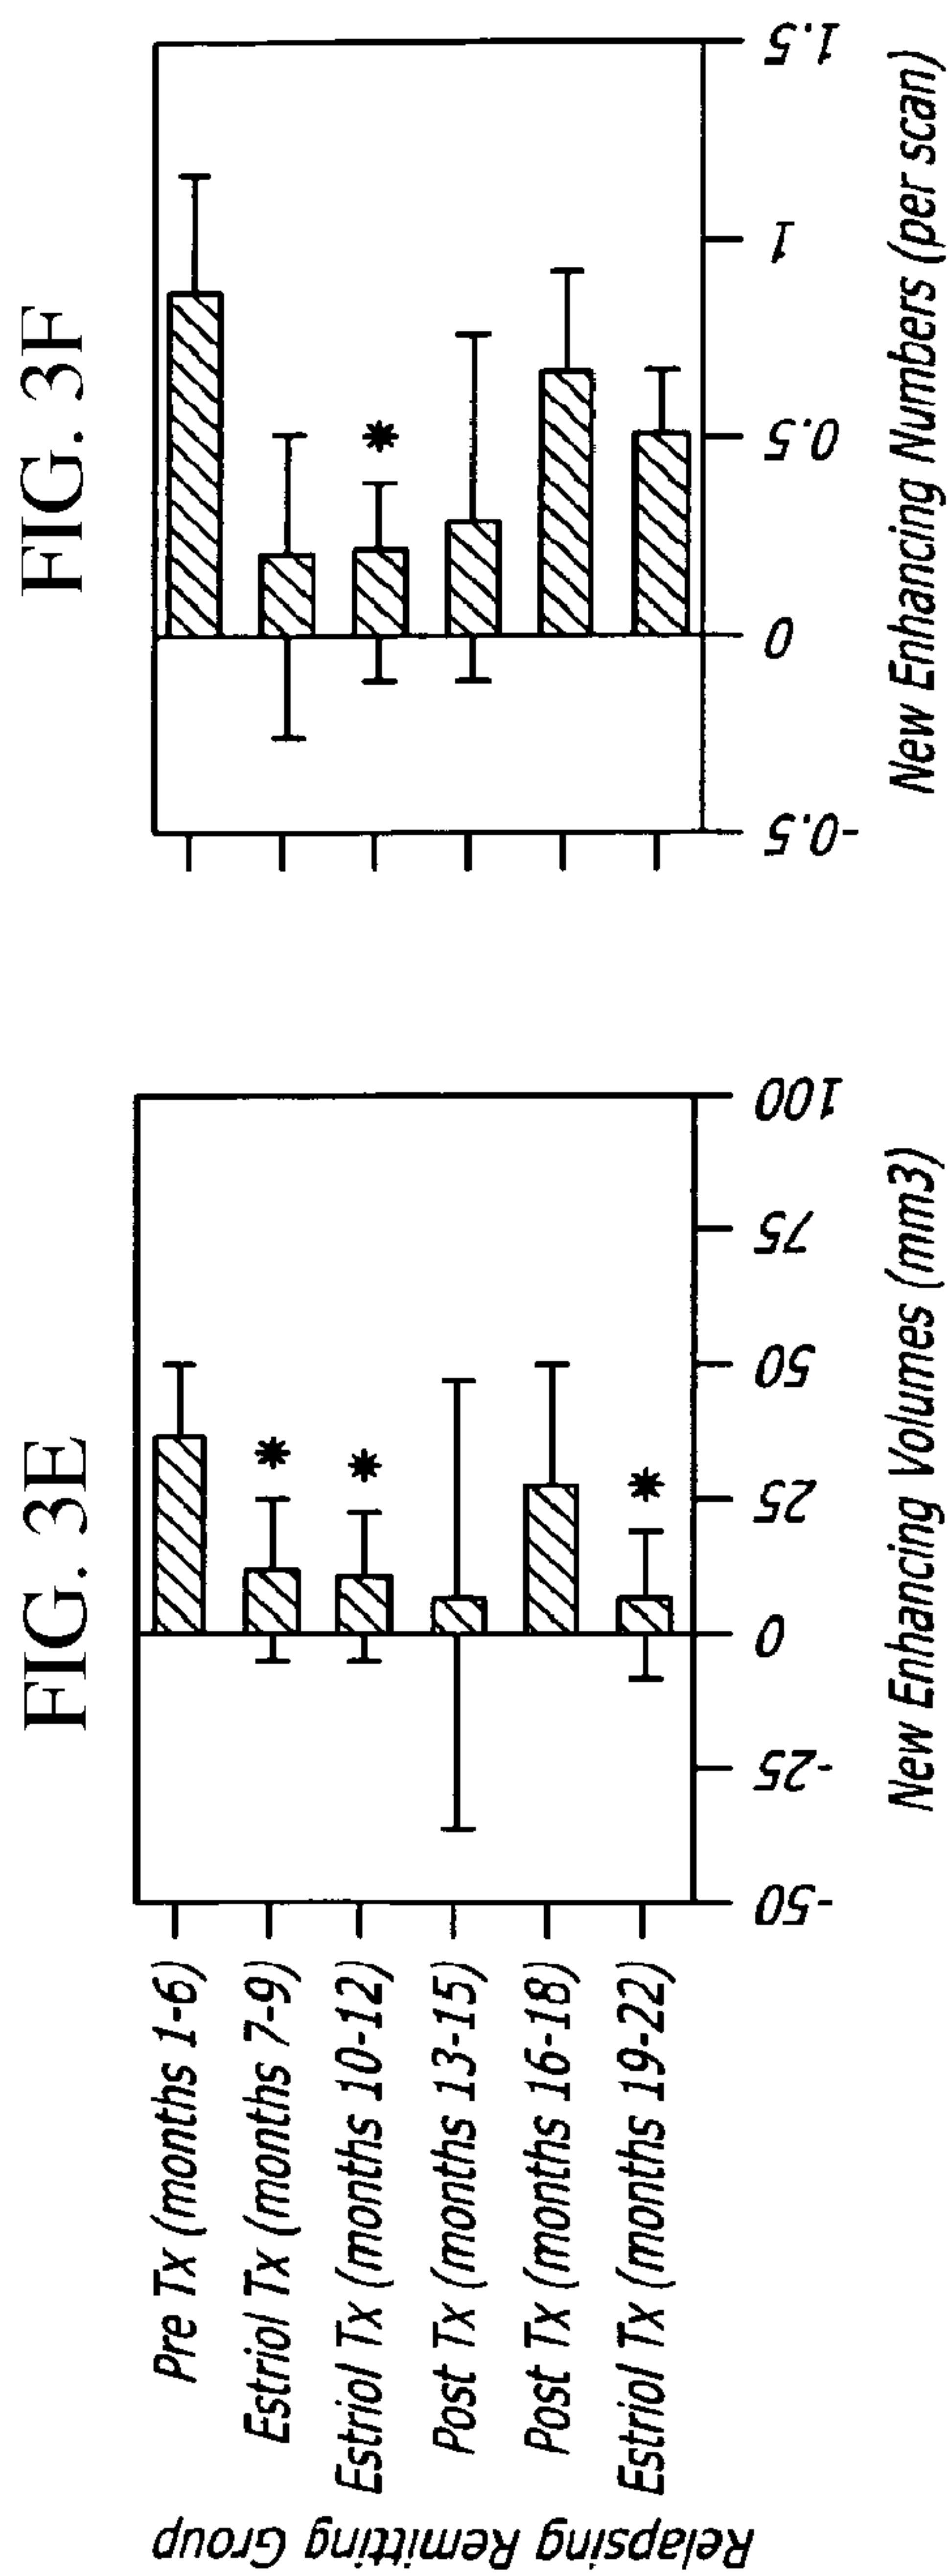 FIG. 3E
Relapsing Remitting Group
Pre Tx (months 1-6)
Estriol Tx (months 7-9)
Estriol Tx (months 10-12)
Post Tx (months 13-15)
Post Tx (months 16-18)
Estriol Tx (months 19-22)
*
*
*
-50
-25
0
25
50
75
100
New Enhancing Volumes (mm3)
FIG. 3F
*
-0.5
0
0.5
1
1.5
New Enhancing Numbers (per scan)